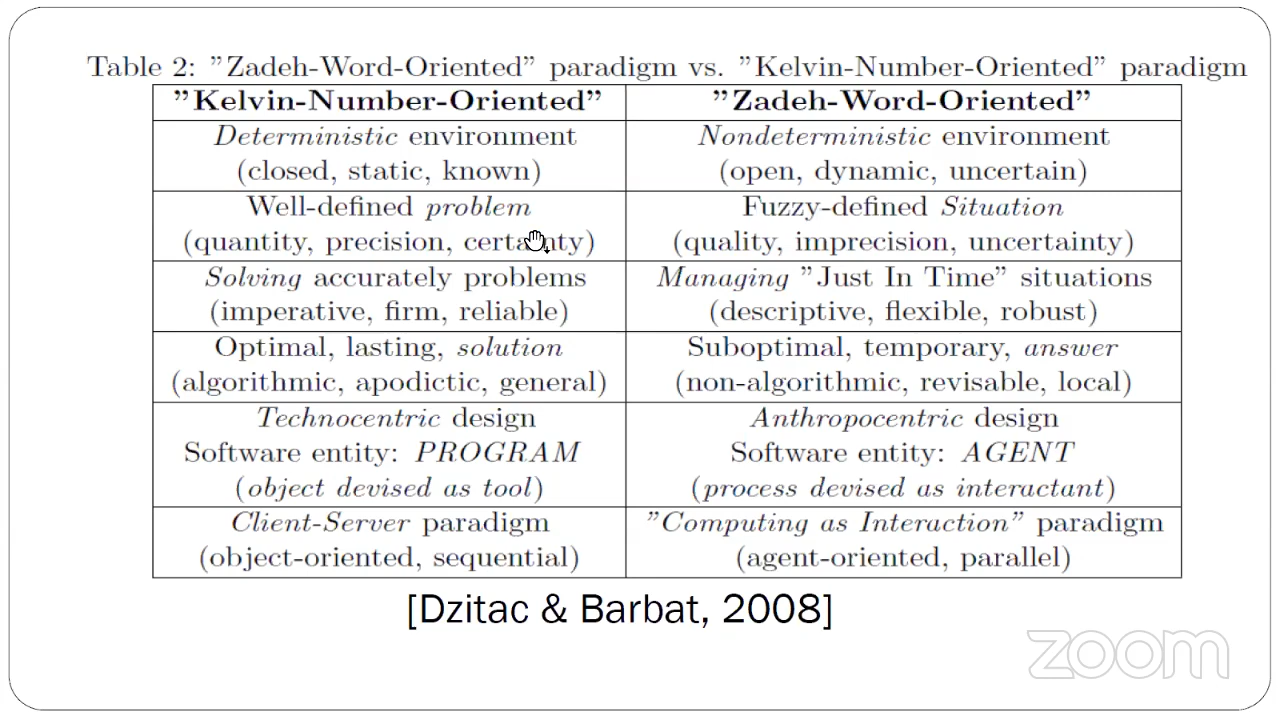 Table 2: ”Zadeh-Word-Oriented” paradigm vs. ”Kelvin-Number-Oriented” paradigm
”Kelvin-Number-Oriented” ”Zadeh-Word-Oriented”
Deterministic environment Nondeterministic environment
(closed, static, known) (open, dynamic, uncertain)
Well-defined problem Fuzzy-defined Situation
(quantity, precision, certainty) (quality, imprecision, uncertainty)
Solving accurately problems Managing ”Just In Time” situations
(imperative, firm, reliable) (descriptive, flexible, robust)
Optimal, lasting, solution Suboptimal, temporary, answer
(algorithmic, apodictic, general) (non-algorithmic, revisable, local)
Technocentric design Anthropocentric design
Software entity: PROGRAM Software entity: AGENT
(object devised as tool) (process devised as interactant)
Client-Server paradigm ”Computing as Interaction” paradigm
(object-oriented, sequential) (agent-oriented, parallel)
[Dzitac & Barbat, 2008]
zoom